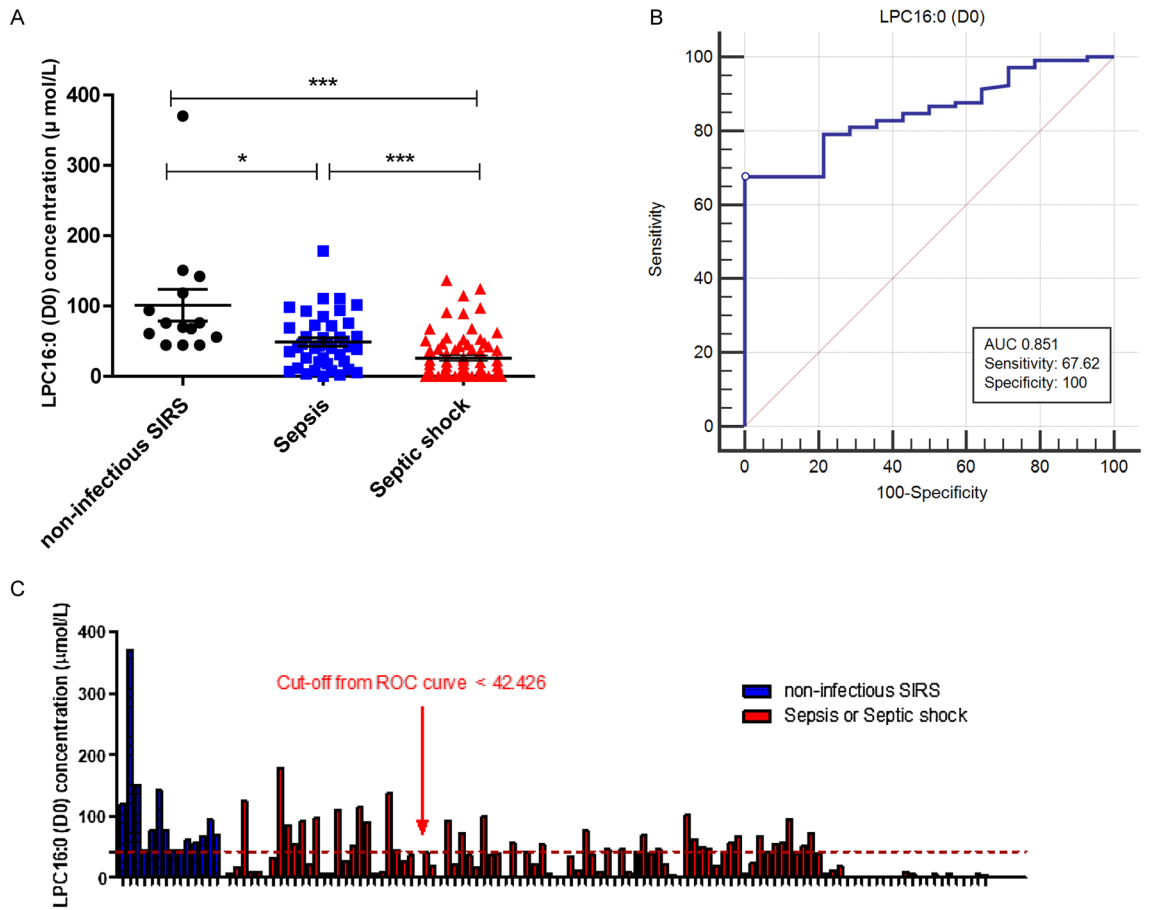 A
LPC16:0 (D0) concentration (μ mol/L)
400
300
200
100
0
***
*
***
non-infectious SIRS
Sepsis
Septic shock
B
LPC16:0 (D0)
Sensitivity
100
80
60
40
20
0
AUC 0.851
Sensitivity: 67.62
Specificity: 100
0 20 40 60 80 100
100-Specificity
C
LPC16:0 (D0) concentration (μmol/L)
400
300
200
100
0
Cut-off from ROC curve < 42.426
non-infectious SIRS
Sepsis or Septic shock